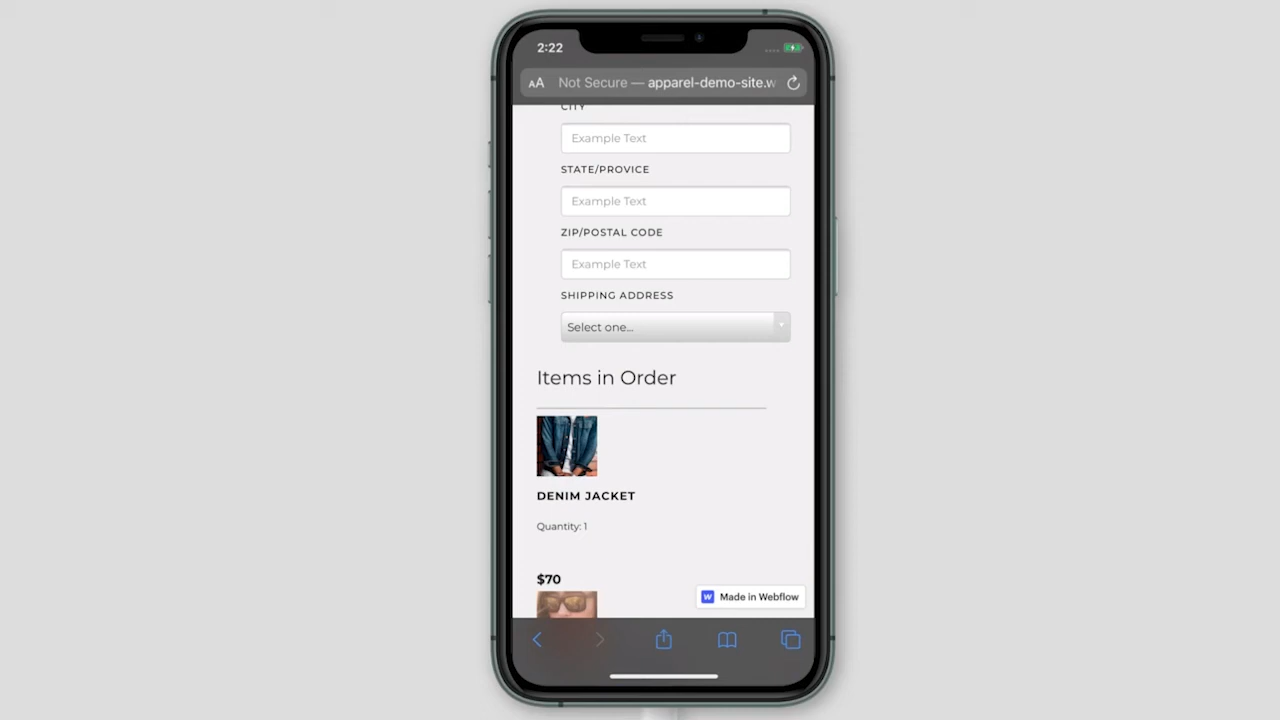 2:22
AA Not Secure — apparel-demo-site.w
CITY
Example Text
STATE/PROVICE
Example Text
ZIP/POSTAL CODE
Example Text
SHIPPING ADDRESS
Select one...
Items in Order
DENIM JACKET
Quantity: 1
$70
Made in Webflow